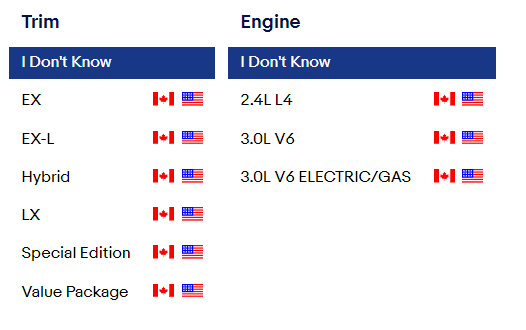 Trim
I Don't Know
EX
EX-L
Hybrid
LX
Special Edition
Value Package
Engine
I Don't Know
2.4L L4
3.0L V6
3.0L V6 ELECTRIC/GAS